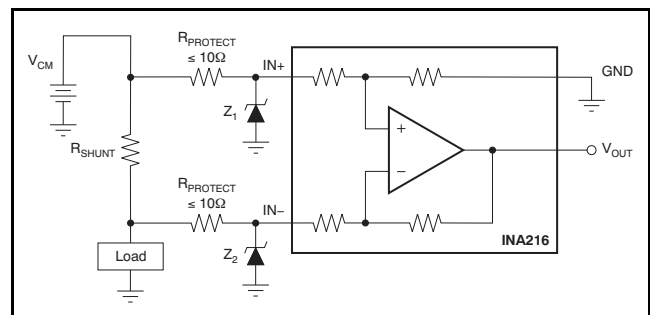 V_CM
R_PROTECT
≤ 10Ω
IN+
Z_1
GND
R_SHUNT
+
−
V_OUT
R_PROTECT
≤ 10Ω
IN−
Z_2
Load
INA216